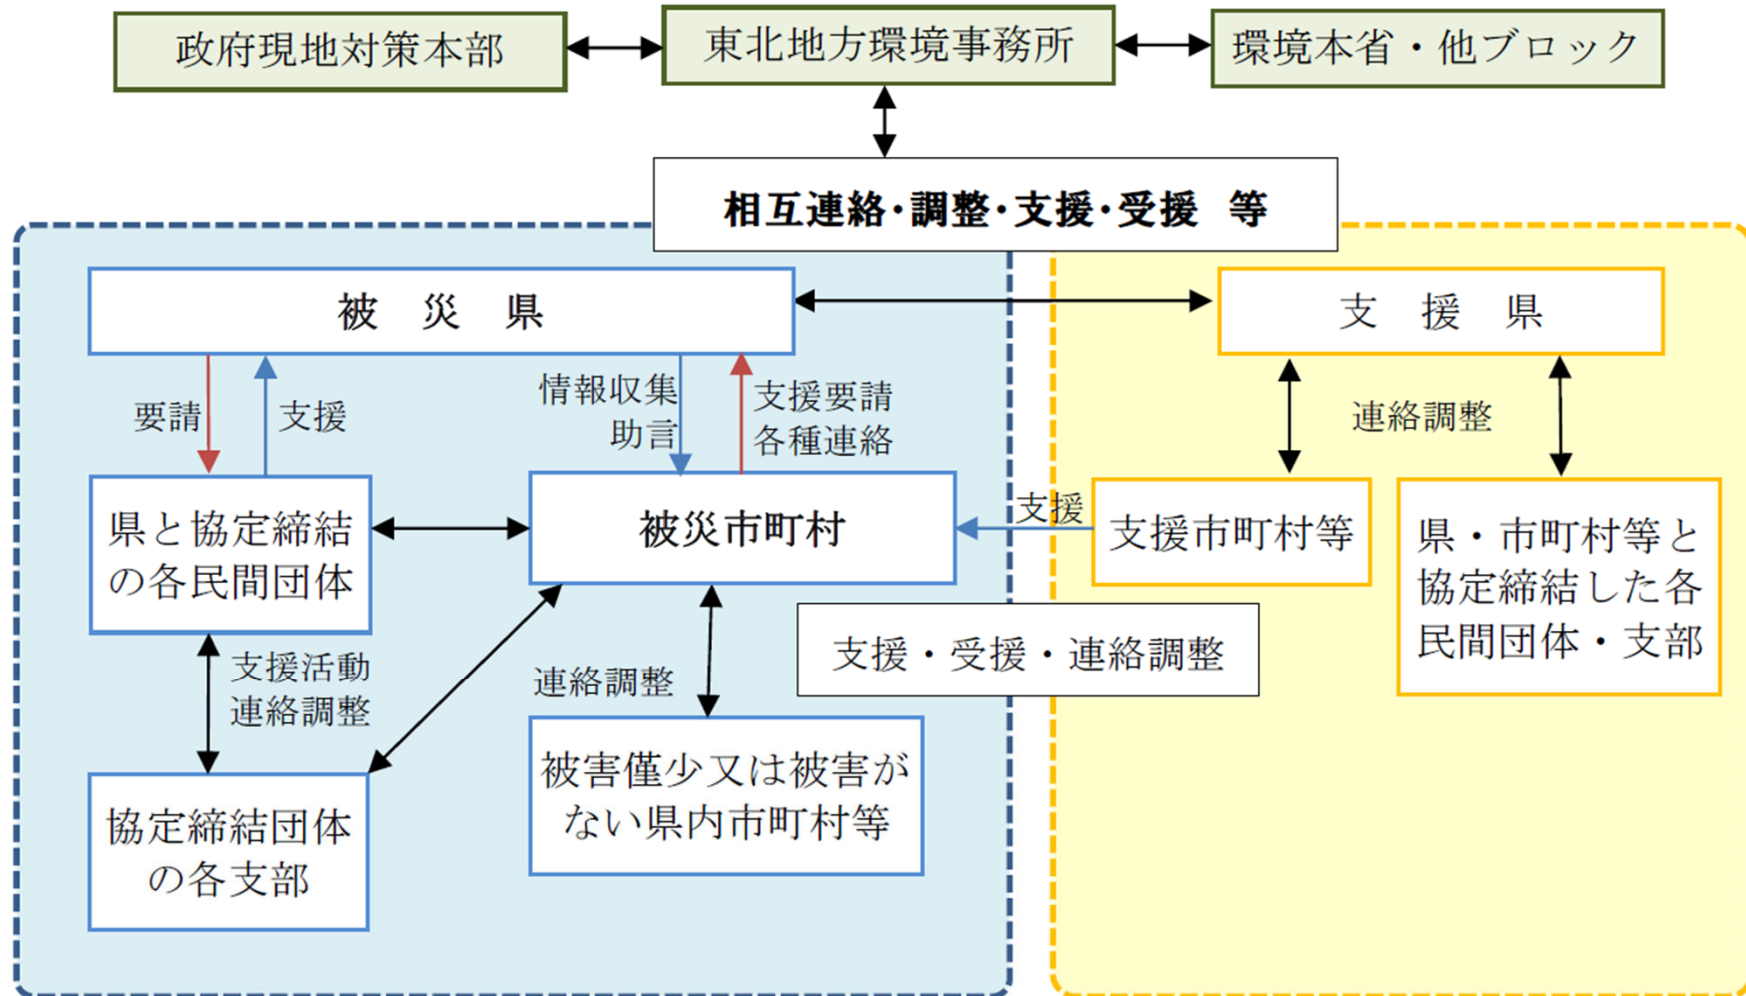 政府現地対策本部
東北地方環境事務所
環境本省・他ブロック
相互連絡・調整・支援・受援 等
被 災 県
支 援 県
要請
支援
情報収集
助言
支援要請
各種連絡
連絡調整
県と協定締結
の各民間団体
被災市町村
支援
支援市町村等
県・市町村等と
協定締結した各
民間団体・支部
支援活動
連絡調整
連絡調整
支援・受援・連絡調整
協定締結団体
の各支部
被害僅少又は被害が
ない県内市町村等